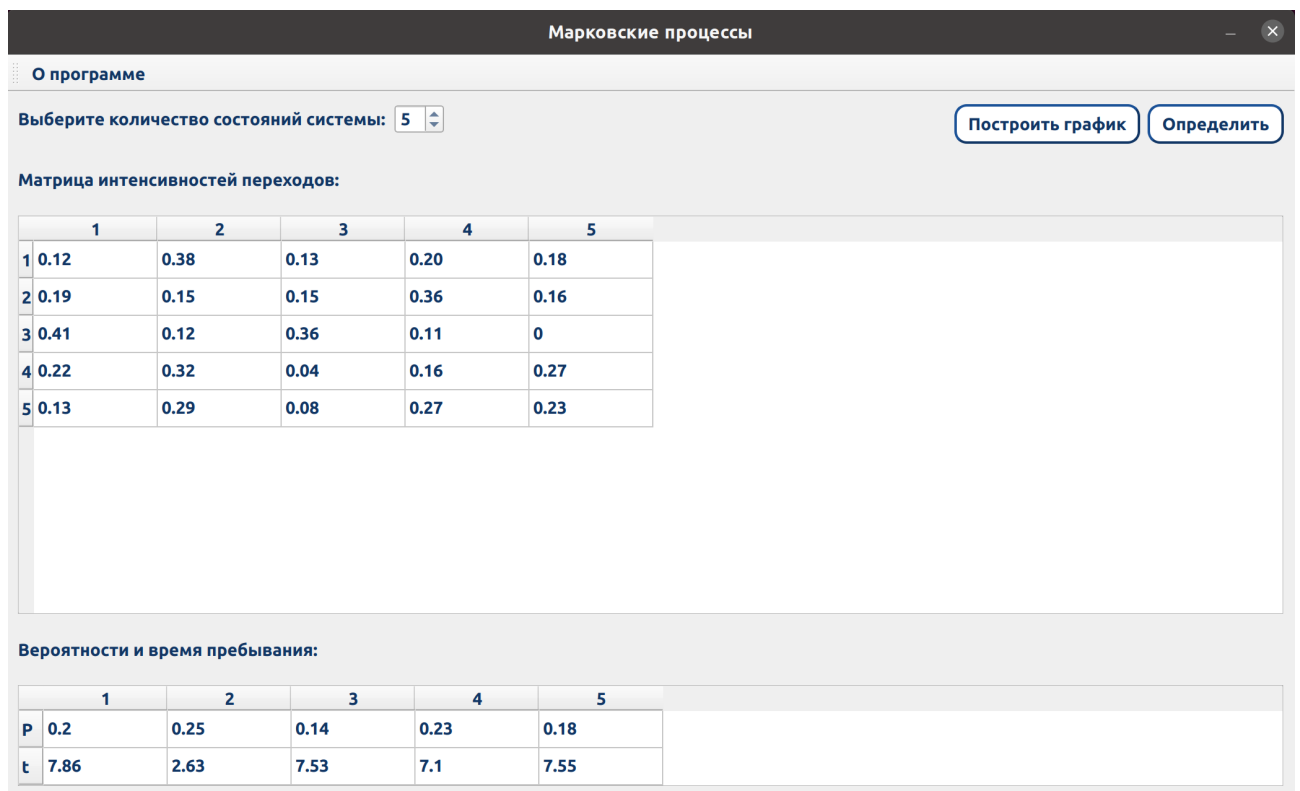 Марковские процессы
О программе
Выберите количество состояний системы: 5
Построить график Определить
Матрица интенсивностей переходов:
1 2 3 4 5
1 0.12 0.38 0.13 0.20 0.18
2 0.19 0.15 0.15 0.36 0.16
3 0.41 0.12 0.36 0.11 0
4 0.22 0.32 0.04 0.16 0.27
5 0.13 0.29 0.08 0.27 0.23
Вероятности и время пребывания:
1 2 3 4 5
P 0.2 0.25 0.14 0.23 0.18
t 7.86 2.63 7.53 7.1 7.55